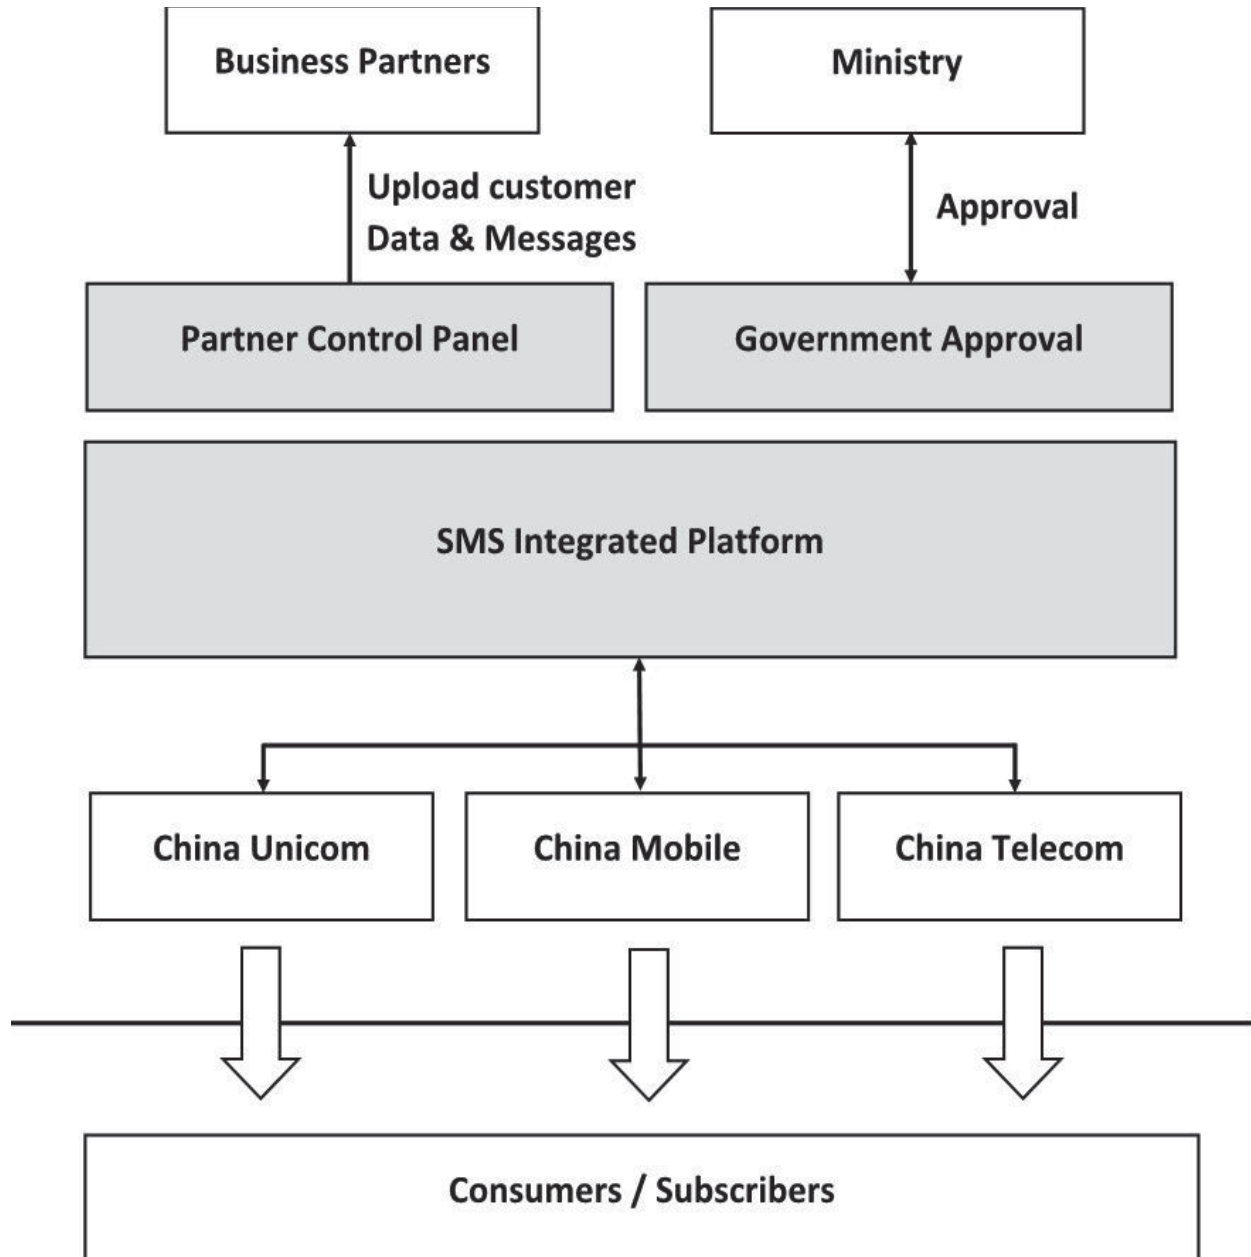 Business Partners
Ministry
Upload customer
Data & Messages
Approval
Partner Control Panel
Government Approval
SMS Integrated Platform
China Unicom
China Mobile
China Telecom
Consumers / Subscribers